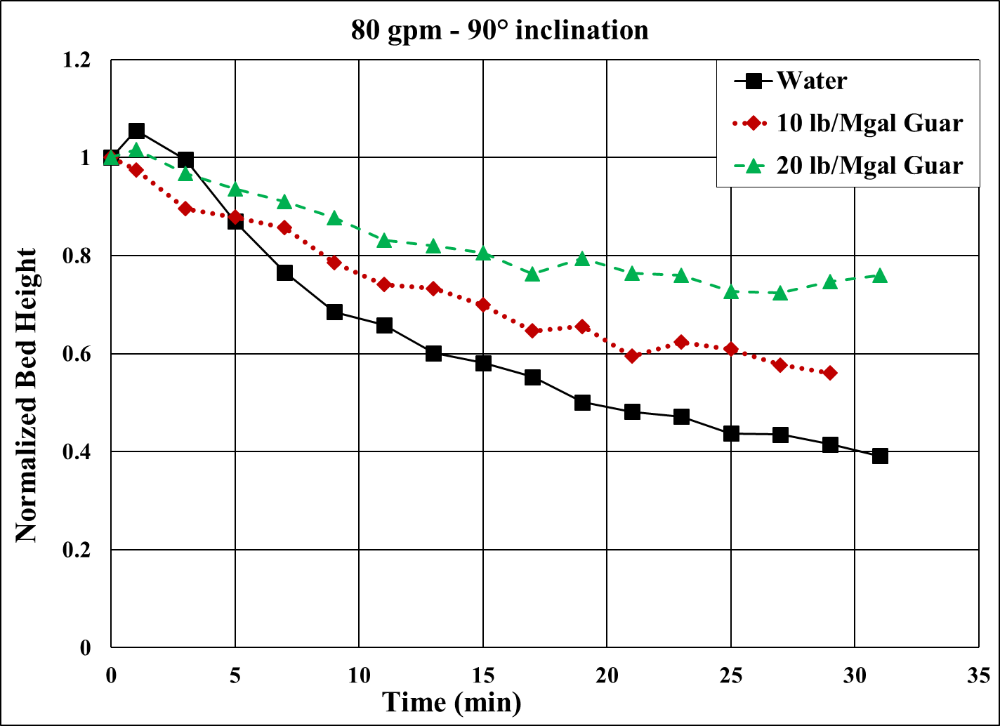 80 gpm - 90° inclination
Water
10 lb/Mgal Guar
20 lb/Mgal Guar
Normalized Bed Height
1.2
1
0.8
0.6
0.4
0.2
0
0 5 10 15 20 25 30 35
Time (min)